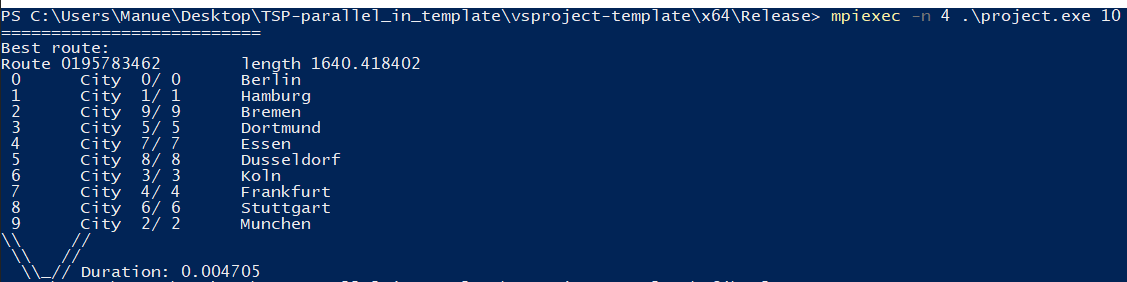 PS C:\Users\Manue\Desktop\TSP-parallel_in_template\vsproject-template\x64\Release> mpiexec -n 4 .\project.exe 10
==========================
Best route:
Route 0195783462 length 1640.418402
0 City 0/ 0 Berlin
1 City 1/ 1 Hamburg
2 City 9/ 9 Bremen
3 City 5/ 5 Dortmund
4 City 7/ 7 Essen
5 City 8/ 8 Dusseldorf
6 City 3/ 3 Koln
7 City 4/ 4 Frankfurt
8 City 6/ 6 Stuttgart
9 City 2/ 2 Munchen
\\ //
\\ //
\\_// Duration: 0.004705